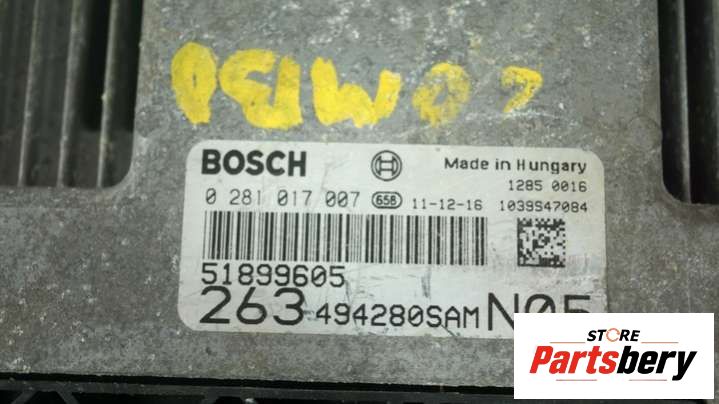 BOSCH
Made in Hungary
1285 0016
0 281 017 007 658 11-12-16 1039S47084
51899605
263 494280SAM N05
STORE
Partsbery